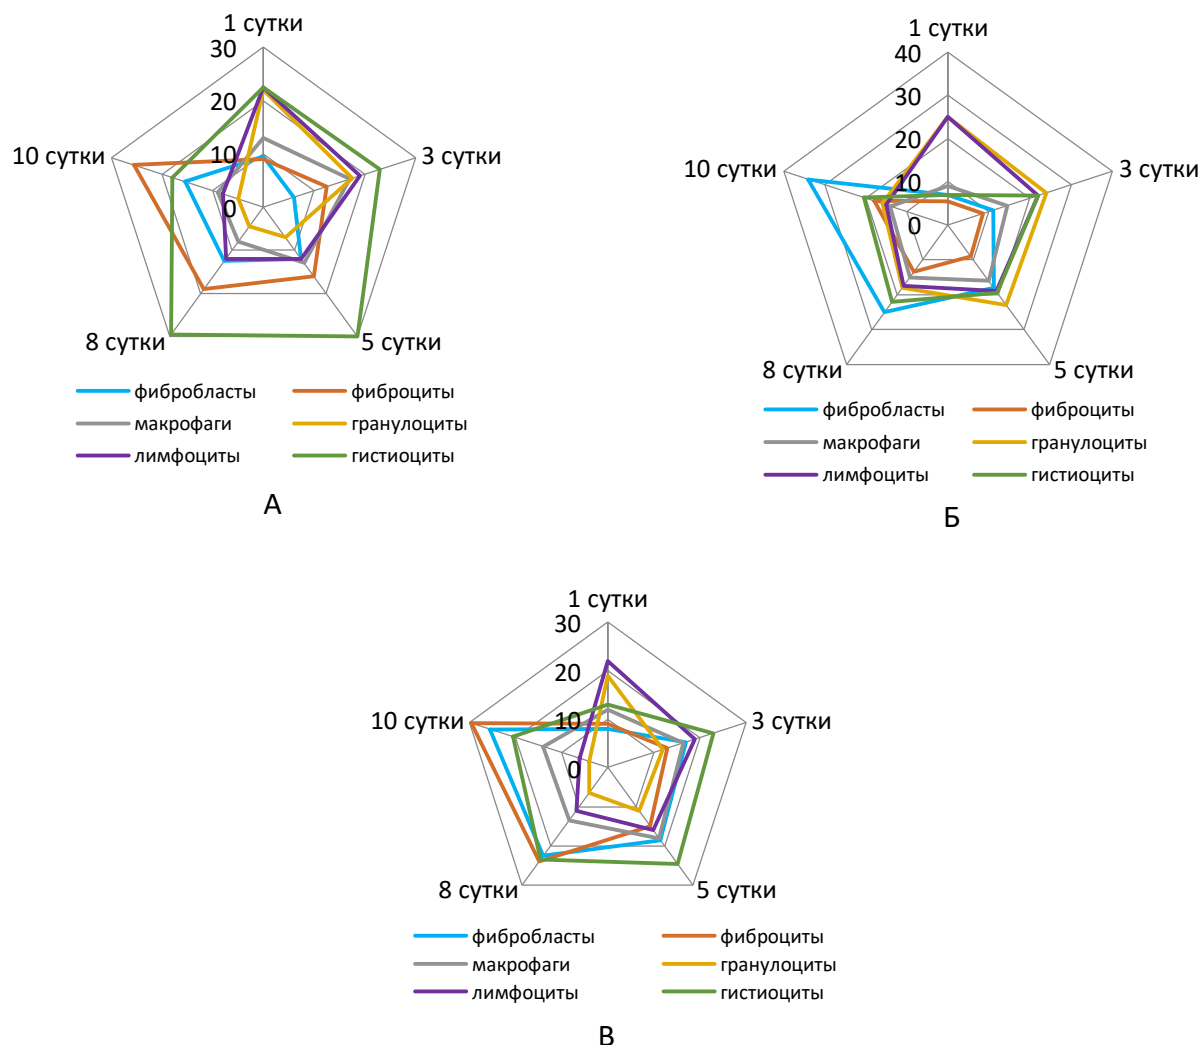 1 сутки
30
20
10 сутки
10
3 сутки
0
8 сутки
5 сутки
фибробласты
фиброциты
макрофаги
гранулоциты
лимфоциты
гистиоциты
А
1 сутки
40
30
10 сутки
20
3 сутки
10
0
8 сутки
5 сутки
фибробласты
фиброциты
макрофаги
гранулоциты
лимфоциты
гистиоциты
Б
1 сутки
30
20
10 сутки
10
3 сутки
0
8 сутки
5 сутки
фибробласты
фиброциты
макрофаги
гранулоциты
лимфоциты
гистиоциты
В